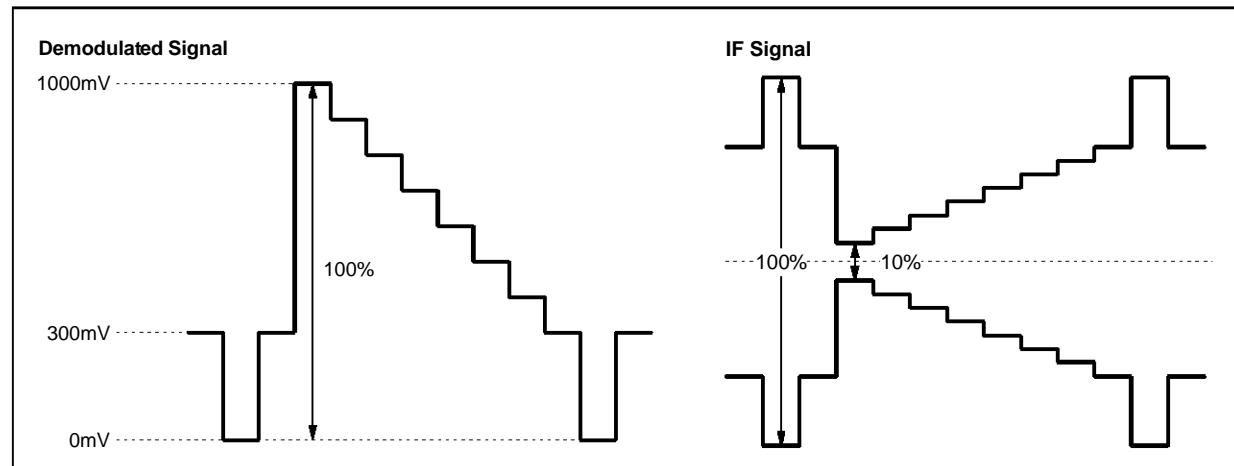 Demodulated Signal
1000mV
100%
300mV
0mV
IF Signal
100%
10%